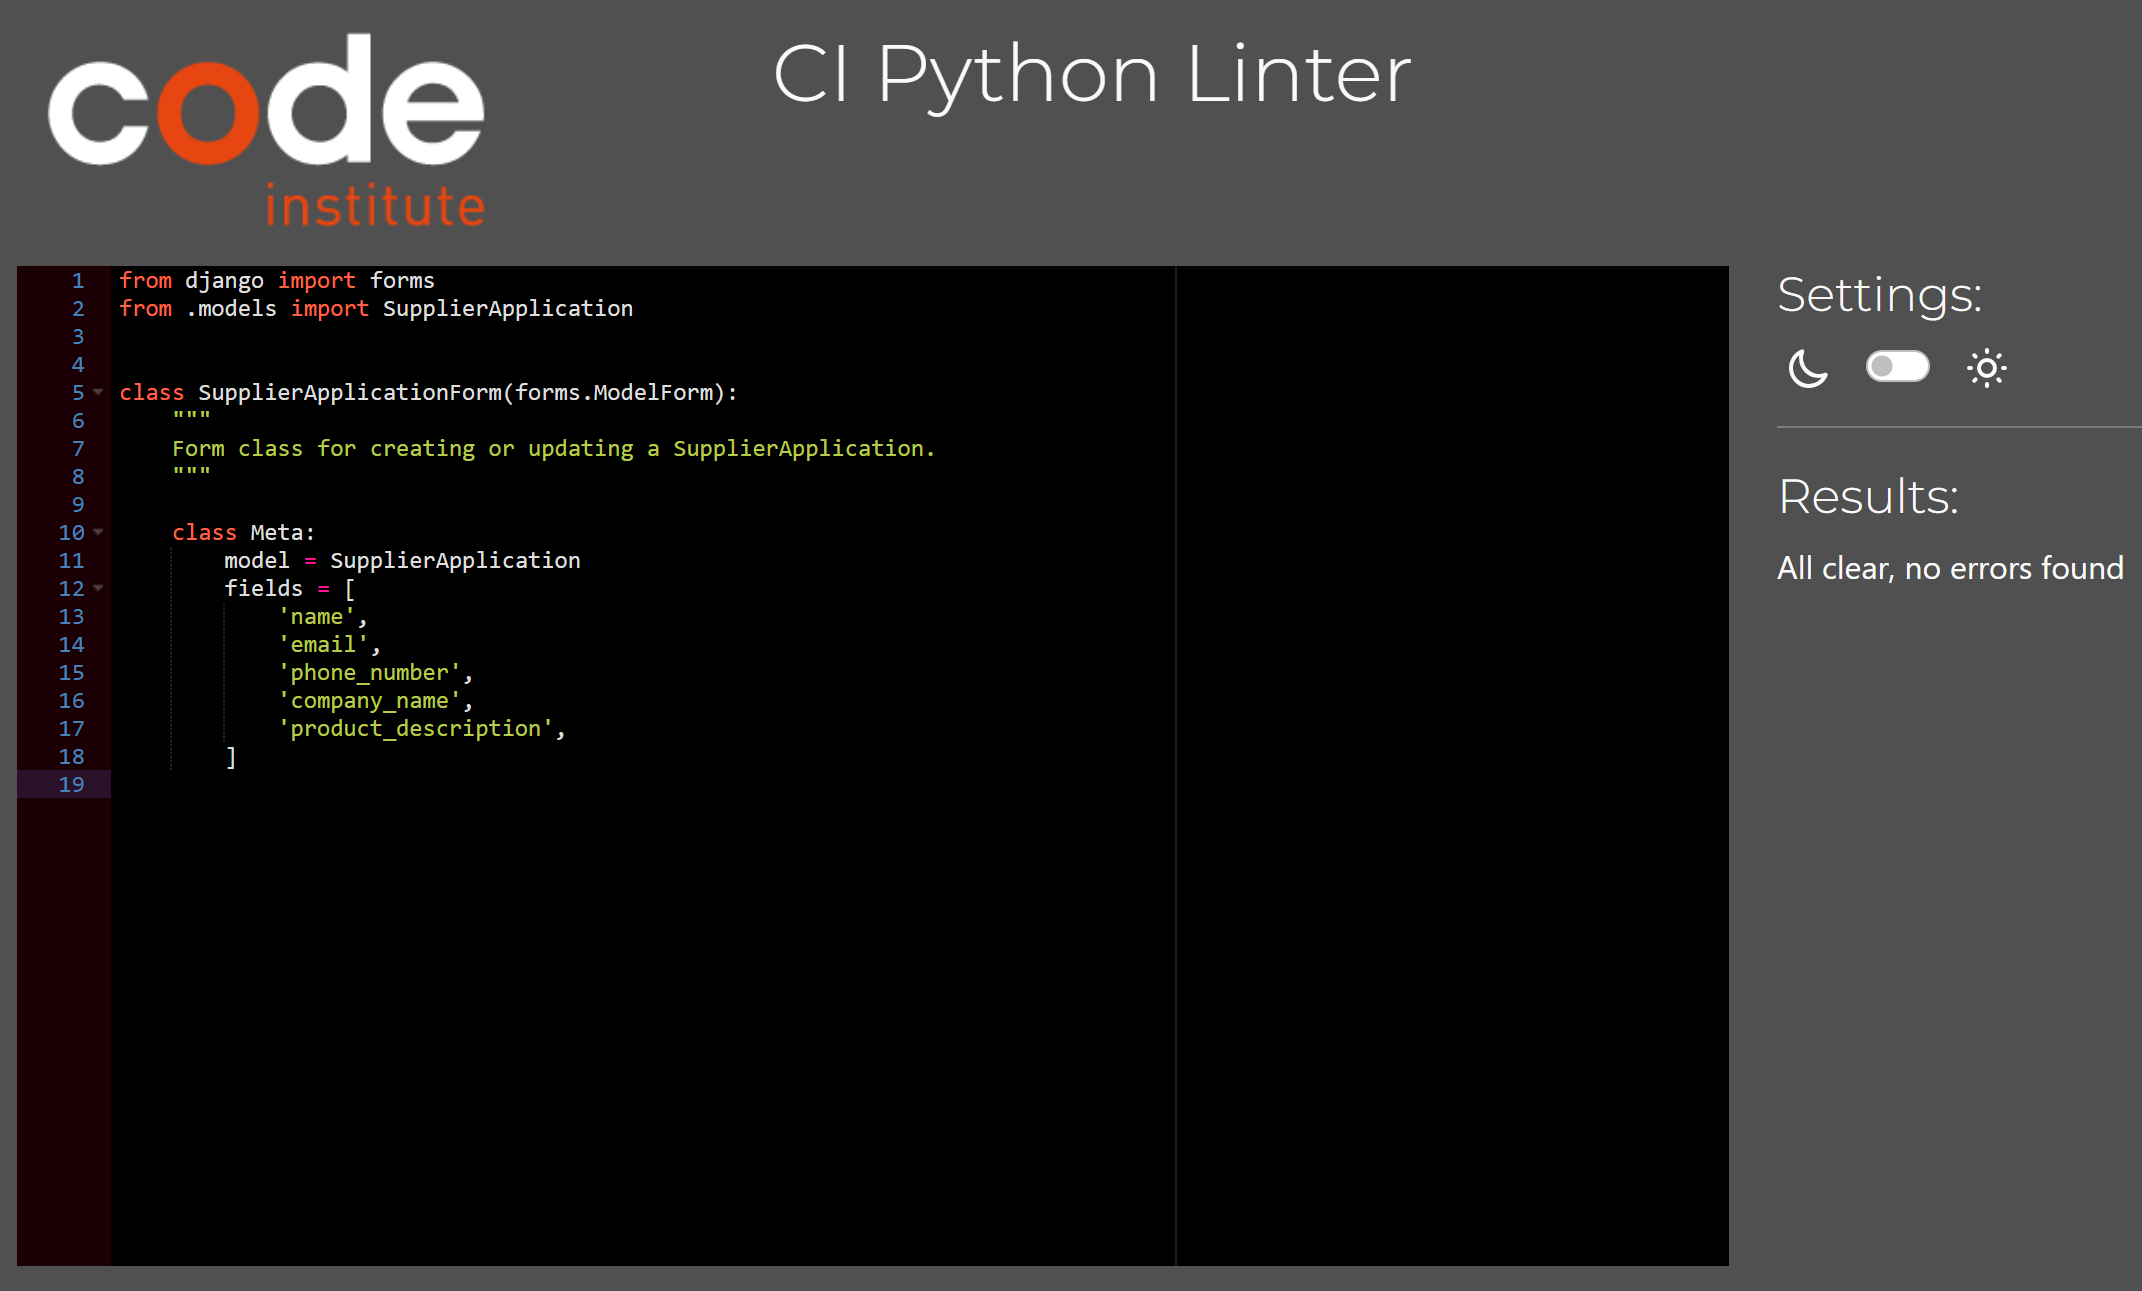 code
institute
CI Python Linter
1 from django import forms
2 from .models import SupplierApplication
3
4
5 class SupplierApplicationForm(forms.ModelForm):
6     """
7     Form class for creating or updating a SupplierApplication.
8     """
9
10     class Meta:
11         model = SupplierApplication
12         fields = [
13             'name',
14             'email',
15             'phone_number',
16             'company_name',
17             'product_description',
18         ]
19
Settings:
Results:
All clear, no errors found